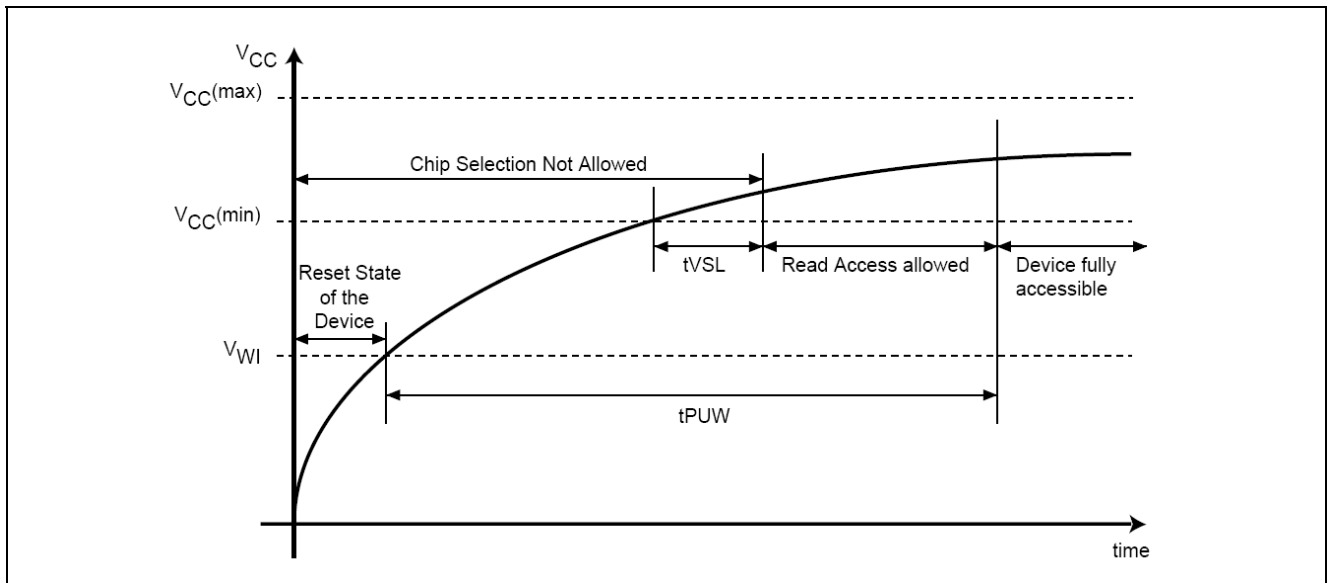 VCC
VCC(max)
Chip Selection Not Allowed
VCC(min)
tVSL
Read Access allowed
Device fully
accessible
Reset State
of the
Device
VWI
tPUW
time